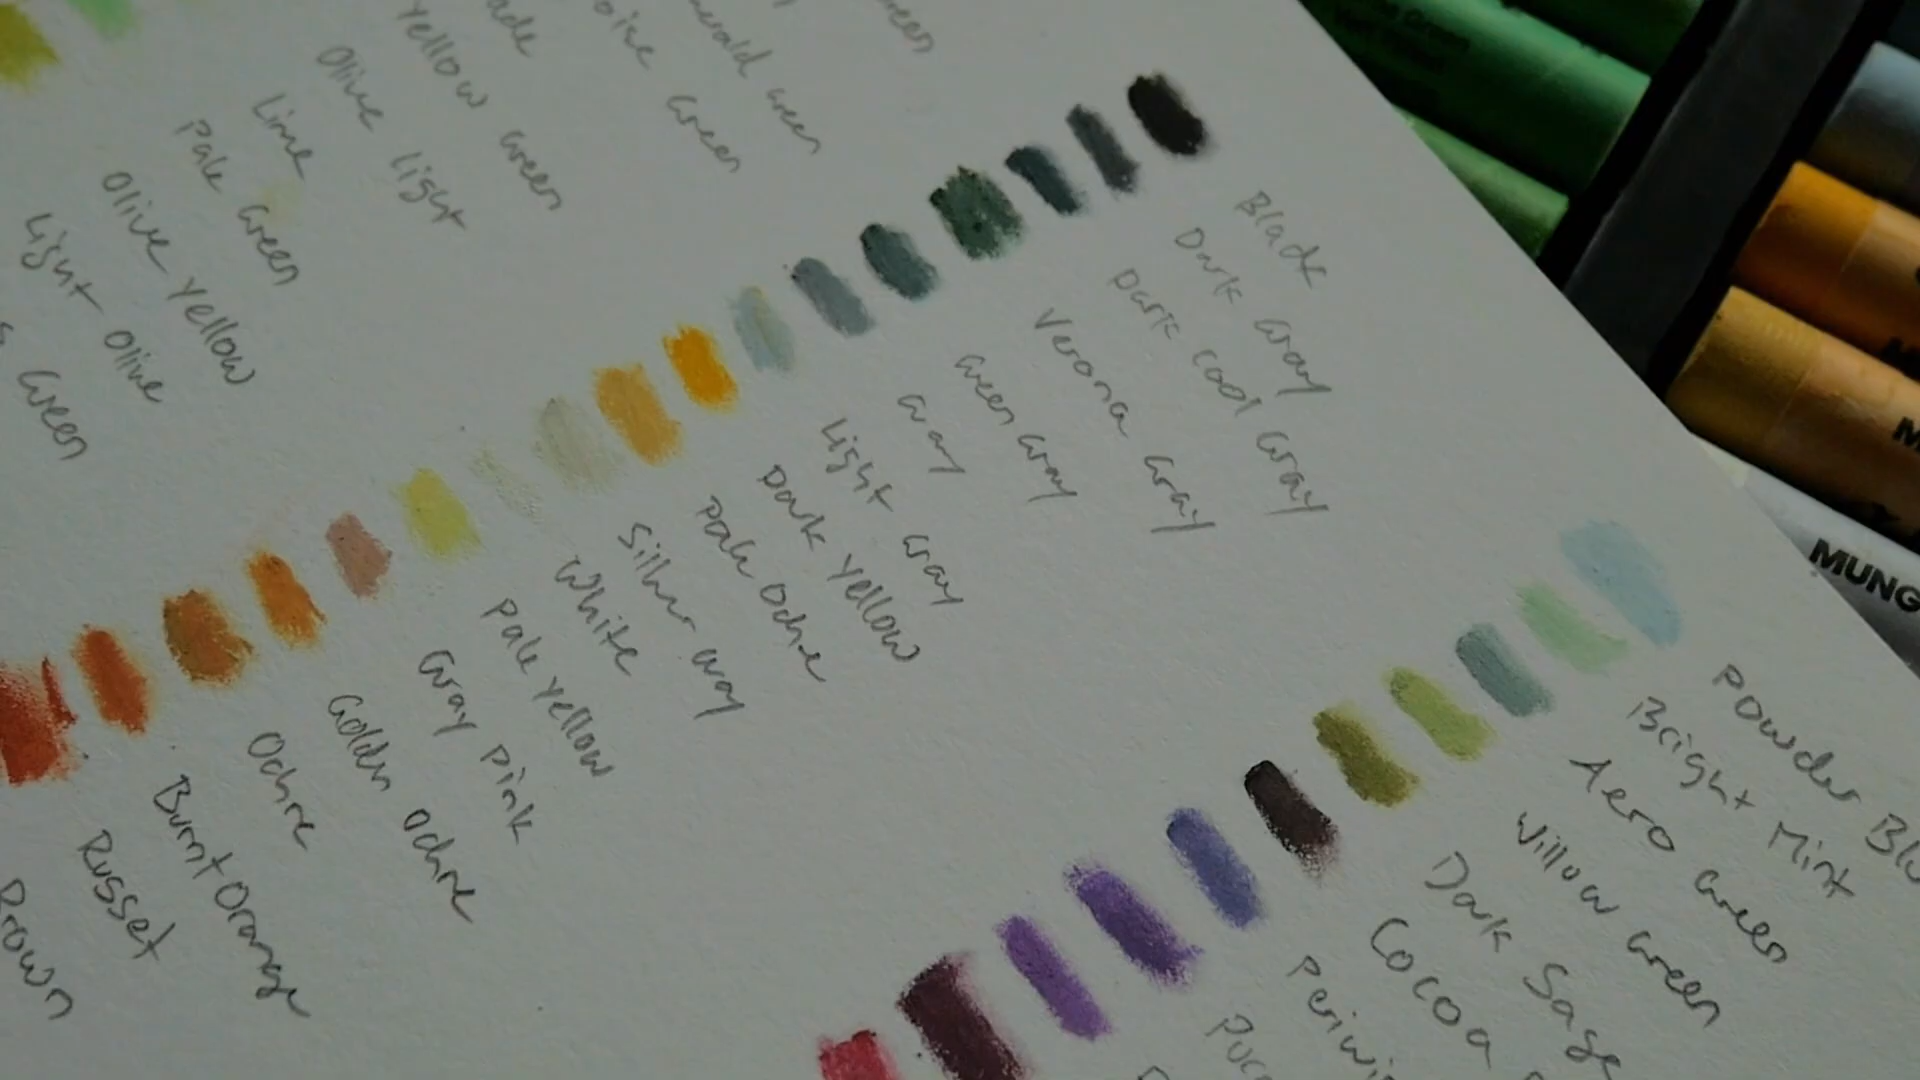 Green
Green
Yellow Green
Olive Light
Lime
Pale Green
Olive Yellow
Light Olive
Green
Black
Dark Gray
Dark Cool Gray
Verona Gray
Green Gray
Gray
Light Gray
Dark Yellow
Pale Ochre
Silver Gray
White
Pale Yellow
Gray Pink
Golden Ochre
Ochre
Burnt Orange
Russet
Brown
Powder Blu
Bright Mint
Aero Green
Willow Green
Dark Sage
Cocoa
Periwi
MUNG